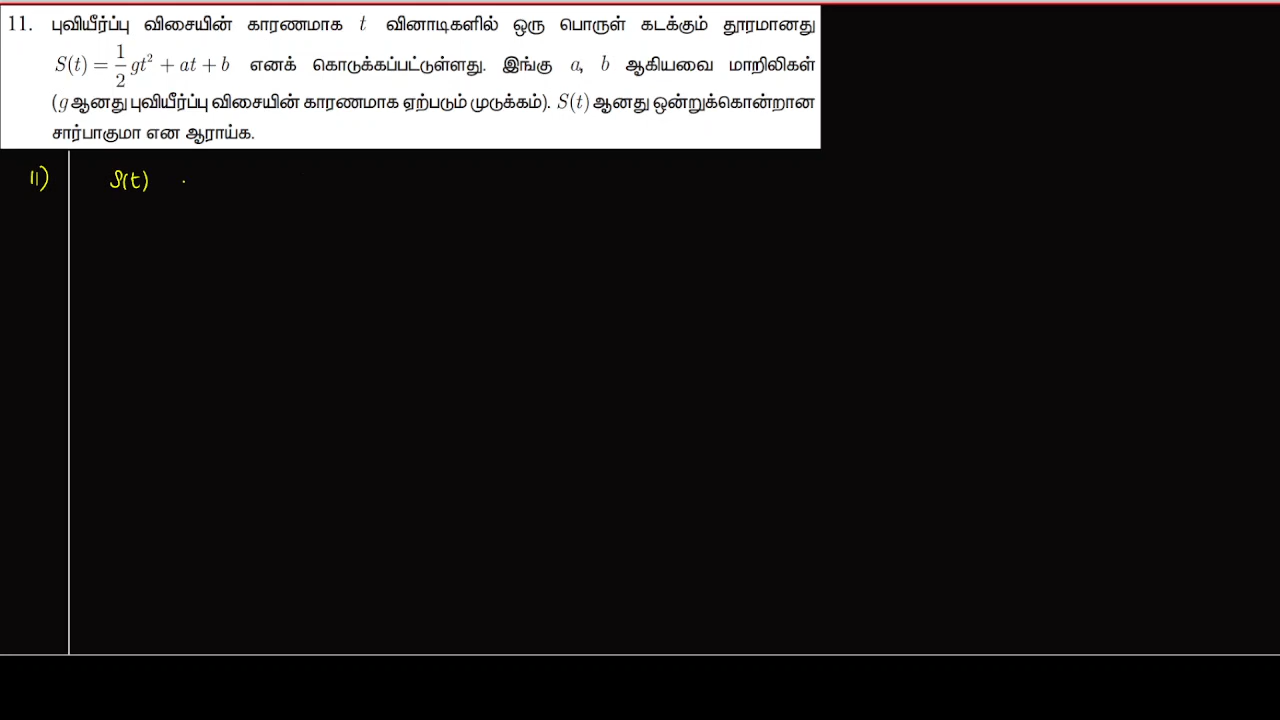 11. புவியீர்ப்பு விசையின் காரணமாக t வினாடிகளில் ஒரு பொருள் கடக்கும் தூரமானது
S(t) = 1/2 gt² + at + b எனக் கொடுக்கப்பட்டுள்ளது. இங்கு a, b ஆகியவை மாறிலிகள்
(g ஆனது புவியீர்ப்பு விசையின் காரணமாக ஏற்படும் முடுக்கம்). S(t) ஆனது ஒன்றுக்கொன்றான
சார்பாகுமா என ஆராய்க.
11) S(t)